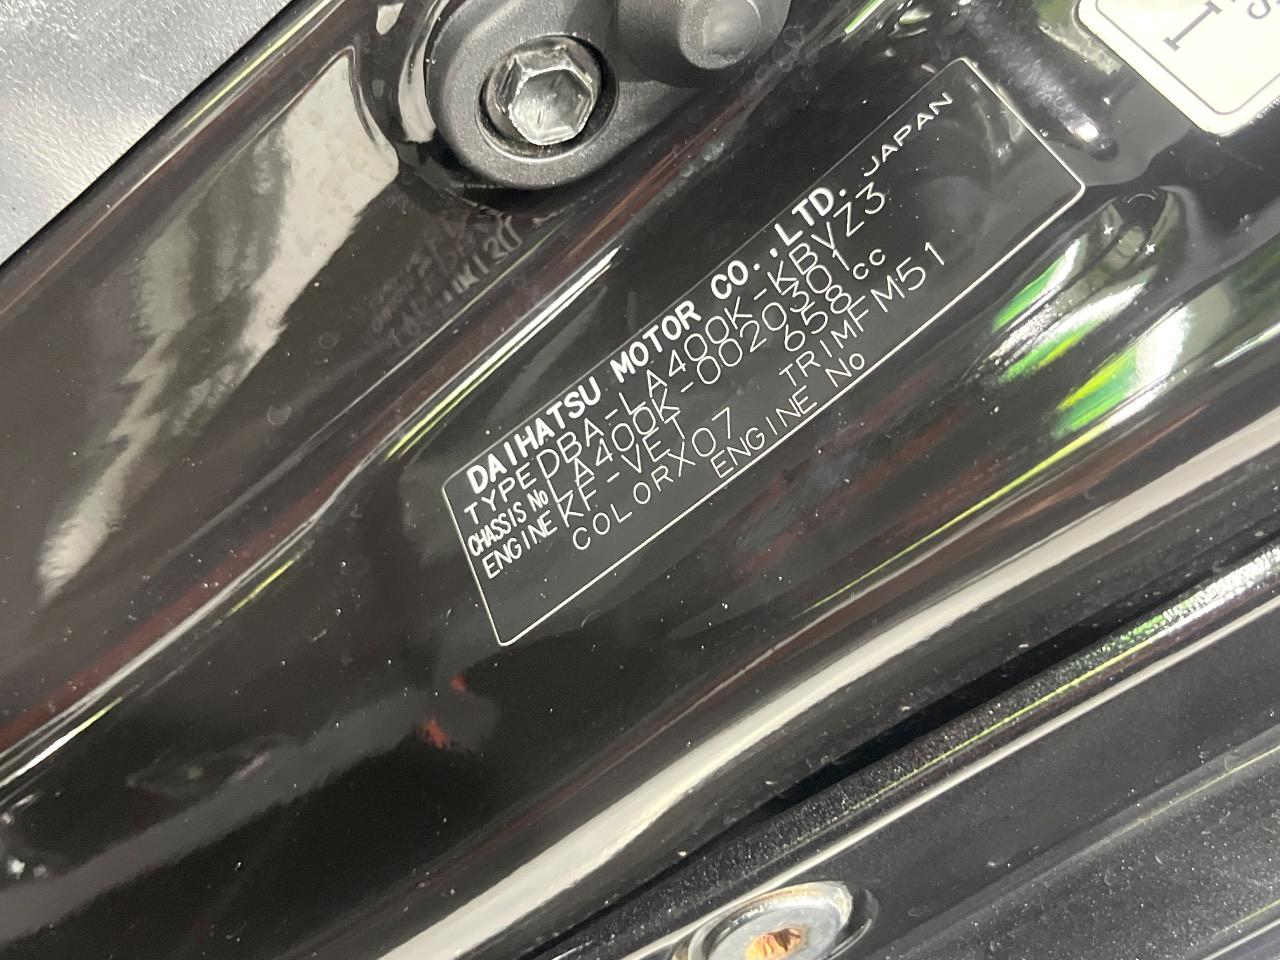 DAIHATSU MOTOR CO.,LTD. JAPAN
TYPE DBA-LA400K-KBVZ3
CHASSIS No LA400K-0020301
ENGINE KF-VET 658cc
COLOR X07 TRIM FM51
ENGINE No
I